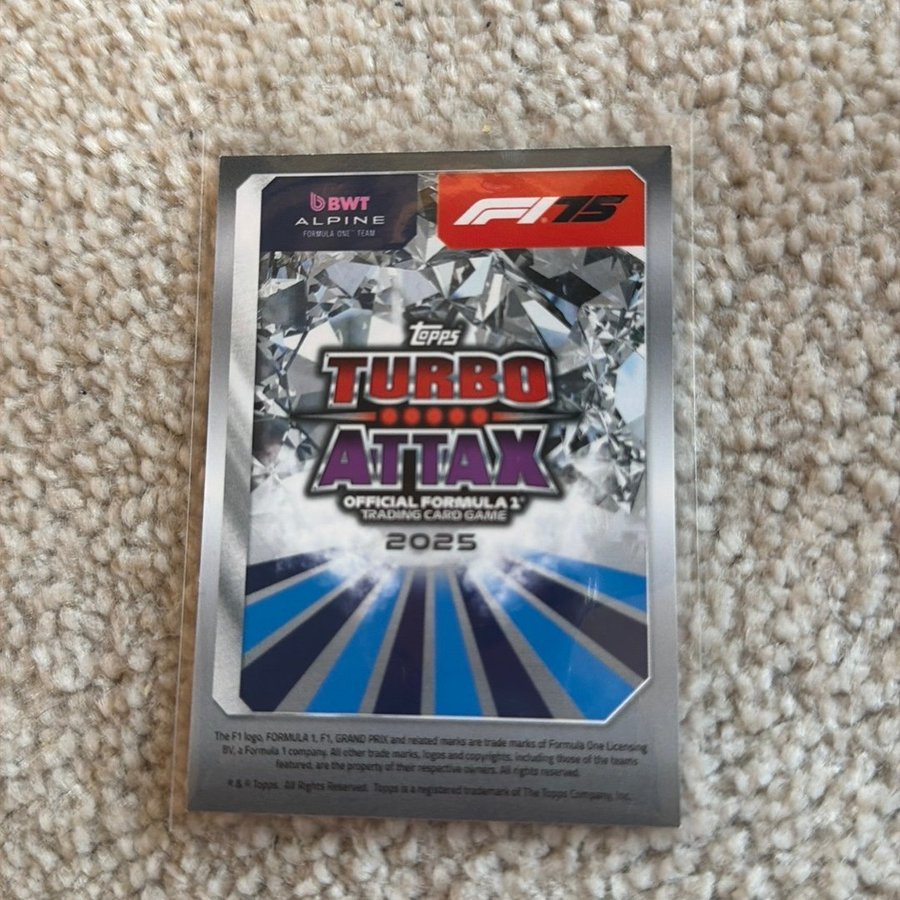 BWT
ALPINE
FORMULA ONE™ TEAM
F1® 75
Topps
TURBO
ATTAX
OFFICIAL FORMULA 1®
TRADING CARD GAME
2025
The F1 logo, FORMULA 1, F1, GRAND PRIX and related marks are trade marks of Formula One Licensing
BV, a Formula 1 company. All other trade marks, logos and copyrights, including those of the teams
featured, are the property of their respective owners. All rights reserved.
® & © Topps. All Rights Reserved. Topps is a registered trademark of The Topps Company, Inc.